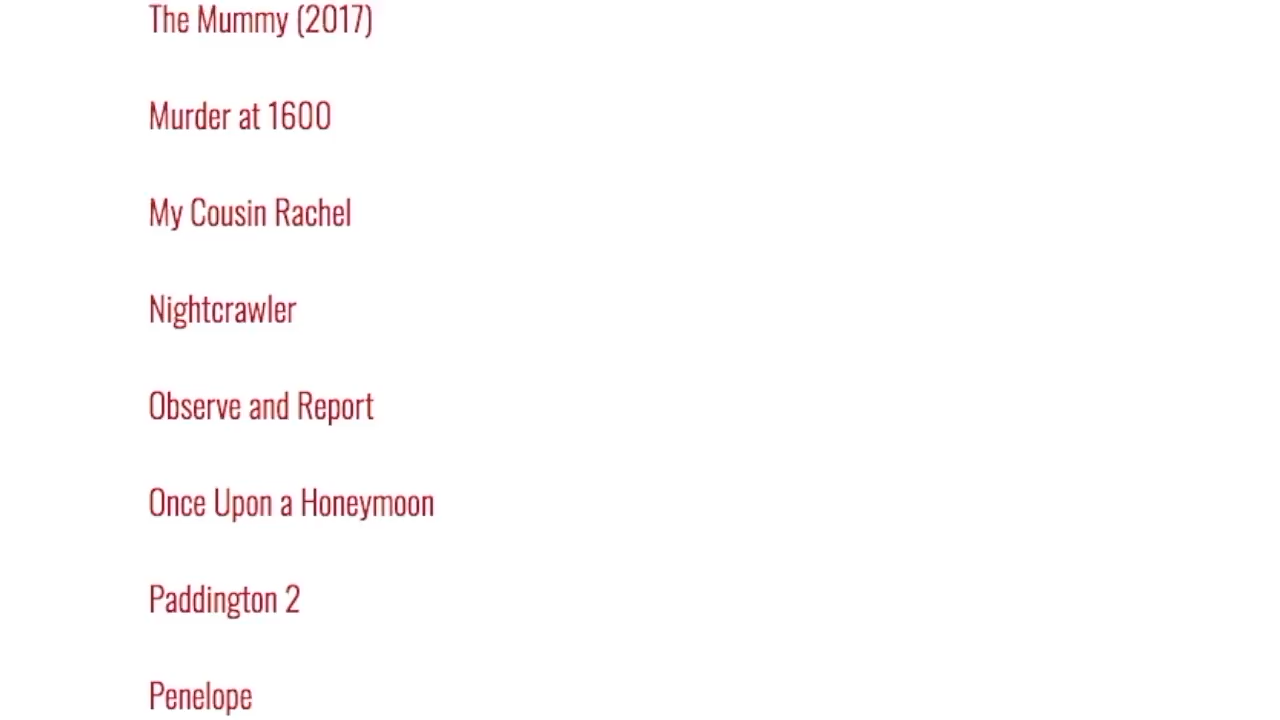 The Mummy (2017)
Murder at 1600
My Cousin Rachel
Nightcrawler
Observe and Report
Once Upon a Honeymoon
Paddington 2
Penelope